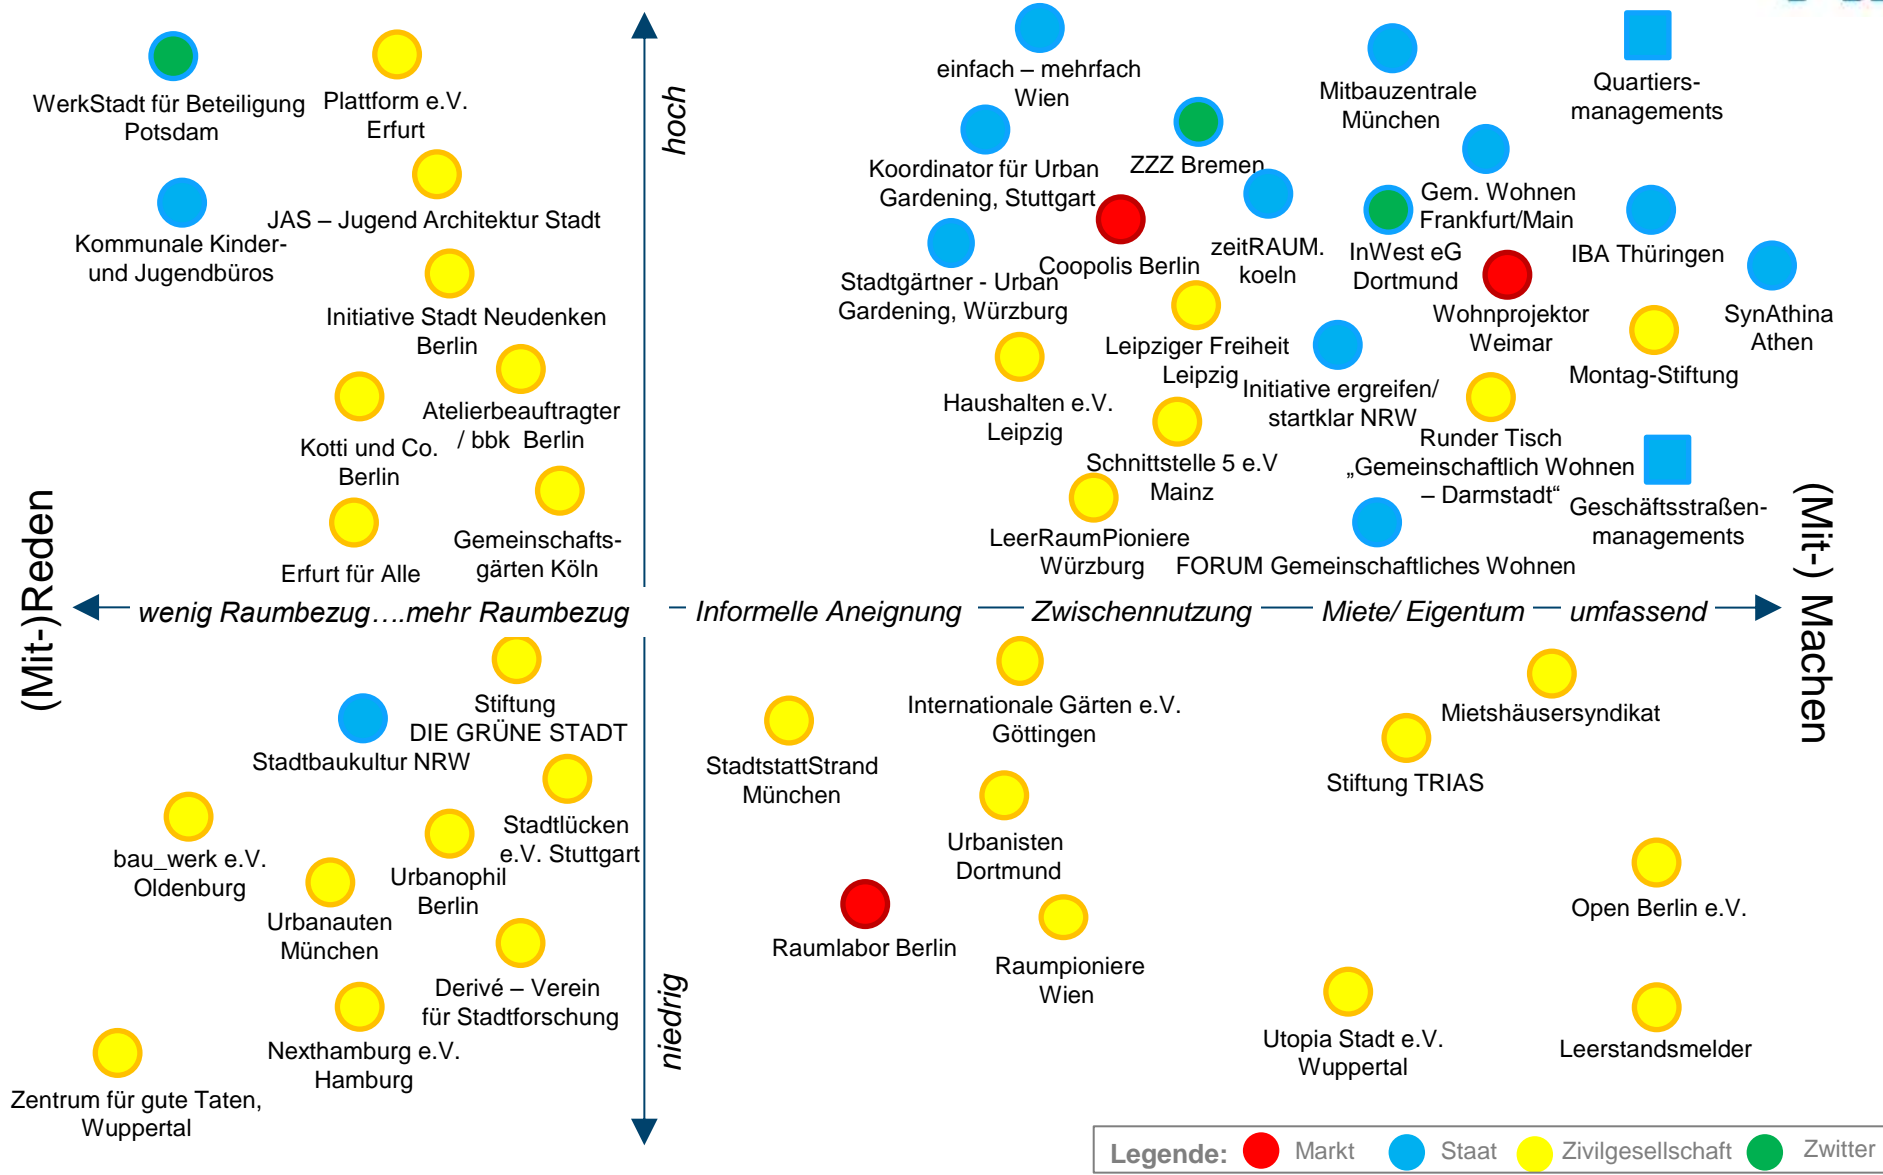 WerkStadt für Beteiligung
Potsdam
Plattform e.V.
Erfurt
JAS – Jugend Architektur Stadt
Kommunale Kinder-
und Jugendbüros
Initiative Stadt Neudenken
Berlin
Atelierbeauftragter
/ bbk Berlin
Kotti und Co.
Berlin
Gemeinschafts-
gärten Köln
Erfurt für Alle
hoch
einfach – mehrfach
Wien
Koordinator für Urban
Gardening, Stuttgart
ZZZ Bremen
Mitbauzentrale
München
Quartiers-
managements
Gem. Wohnen
Frankfurt/Main
Stadtgärtner - Urban
Gardening, Würzburg
Coopolis Berlin
zeitRAUM.
koeln
InWest eG
Dortmund
IBA Thüringen
SynAthina
Athen
Wohnprojektor
Weimar
Leipziger Freiheit
Leipzig
Haushalten e.V.
Leipzig
Initiative ergreifen/
startklar NRW
Montag-Stiftung
Schnittstelle 5 e.V
Mainz
Runder Tisch
„Gemeinschaftlich Wohnen
– Darmstadt“
LeerRaumPioniere
Würzburg
FORUM Gemeinschaftliches Wohnen
Geschäftsstraßen-
managements
(Mit-)Reden
wenig Raumbezug….mehr Raumbezug
Informelle Aneignung
Zwischennutzung
Miete/ Eigentum
umfassend
(Mit-) Machen
Stiftung
DIE GRÜNE STADT
Stadtbaukultur NRW
Stadtlücken
e.V. Stuttgart
bau_werk e.V.
Oldenburg
Urbanophil
Berlin
Urbanauten
München
Derivé – Verein
für Stadtforschung
Nexthamburg e.V.
Hamburg
Zentrum für gute Taten,
Wuppertal
niedrig
Internationale Gärten e.V.
Göttingen
StadtstattStrand
München
Mietshäusersyndikat
Stiftung TRIAS
Urbanisten
Dortmund
Raumlabor Berlin
Raumpioniere
Wien
Open Berlin e.V.
Utopia Stadt e.V.
Wuppertal
Leerstandsmelder
Legende: Markt Staat Zivilgesellschaft Zwitter